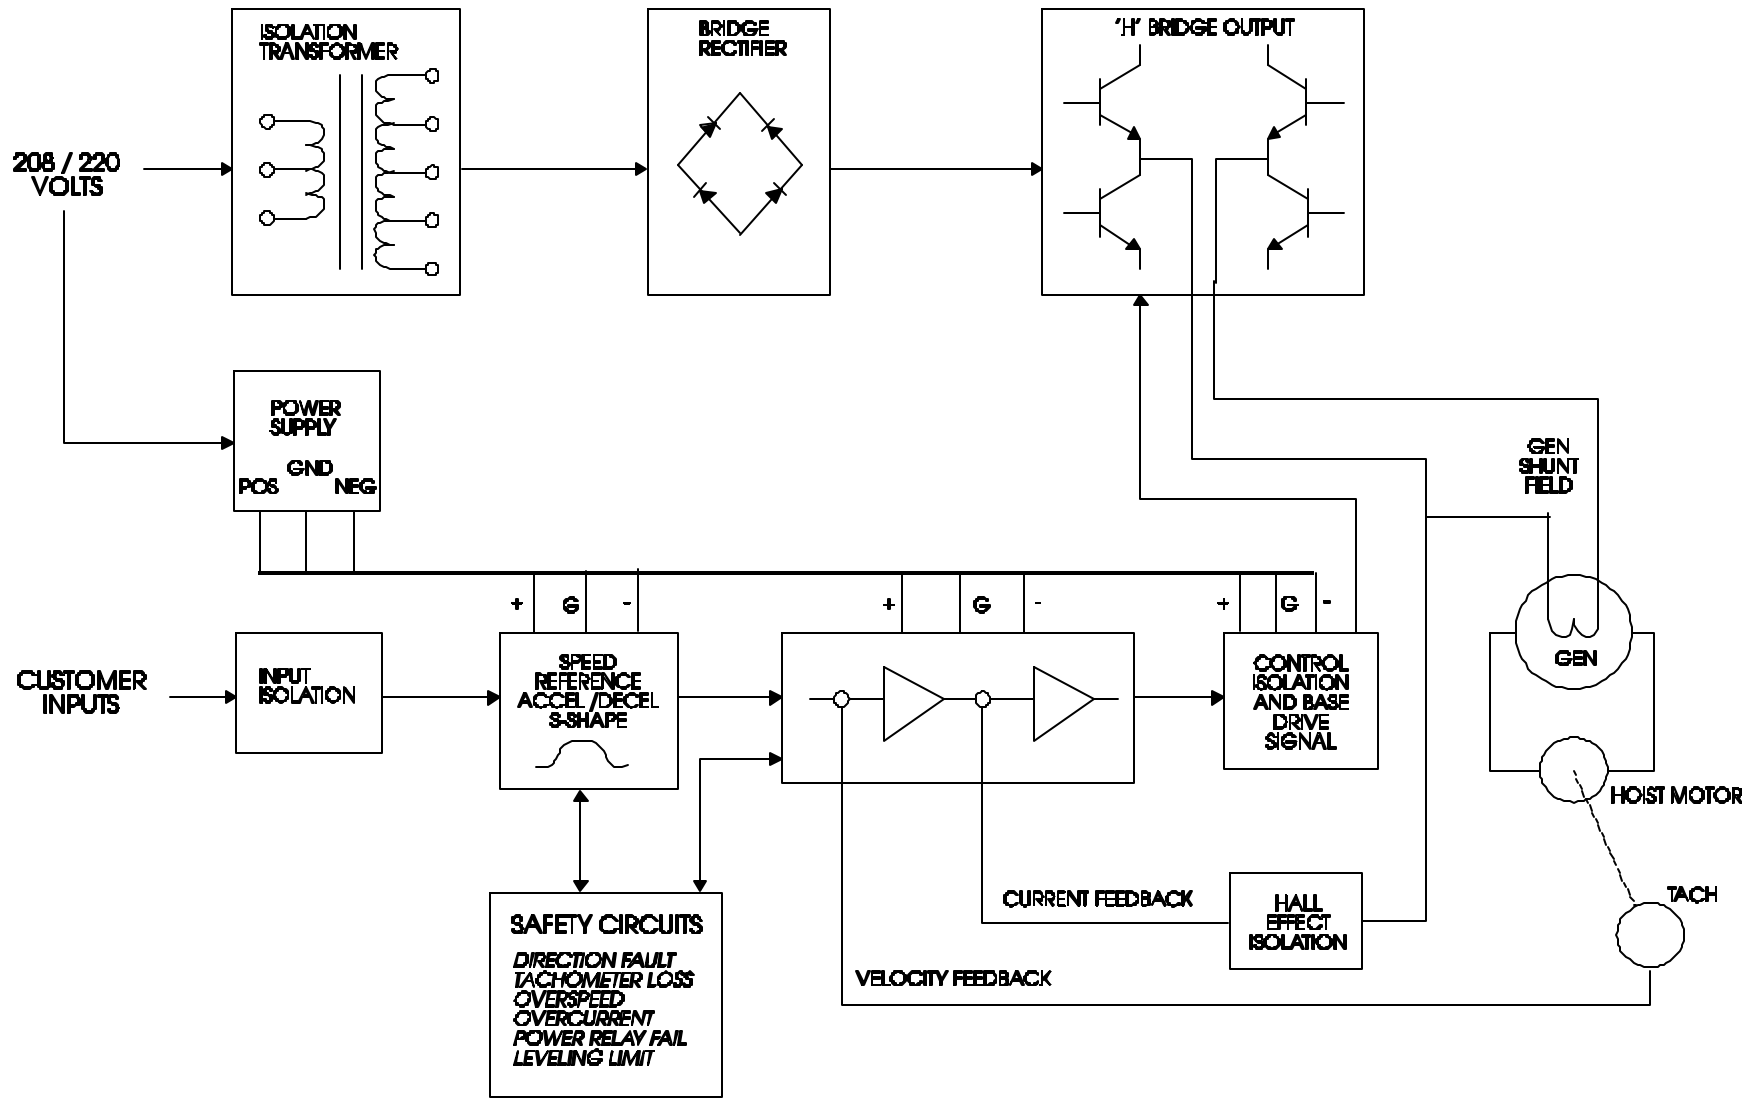 ISOLATION
TRANSFORMER
BRIDGE
RECTIFIER
'H' BRIDGE OUTPUT
208 / 220
VOLTS
POWER
SUPPLY
GND
POS NEG
GEN
SHUNT
FIELD
+ G -
+ G -
+ G -
CUSTOMER
INPUTS
INPUT
ISOLATION
SPEED
REFERENCE
ACCEL /DECEL
S-SHAPE
CONTROL
ISOLATION
AND BASE
DRIVE
SIGNAL
GEN
HOIST MOTOR
TACH
CURRENT FEEDBACK
HALL
EFFECT
ISOLATION
VELOCITY FEEDBACK
SAFETY CIRCUITS
DIRECTION FAULT
TACHOMETER LOSS
OVERSPEED
OVERCURRENT
POWER RELAY FAIL
LEVELING LIMIT